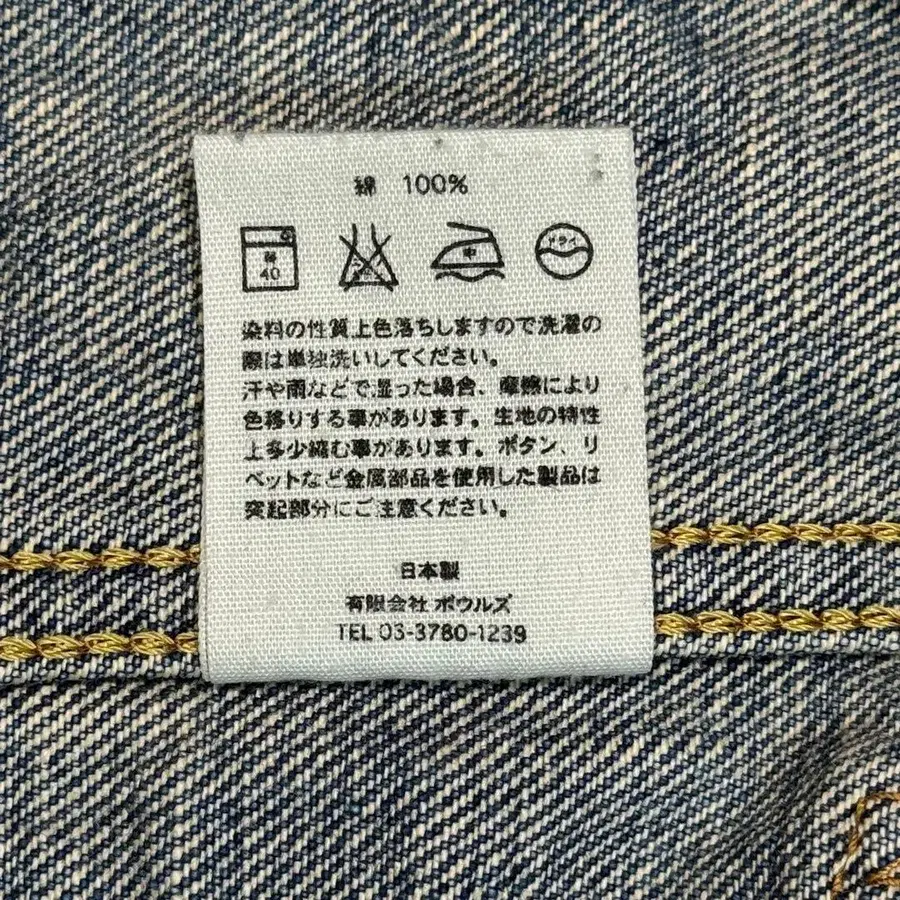 綿 100%
弱
40
中
ドライ
染料の性質上色落ちしますので洗濯の
際は単独洗いしてください。
汗や雨などで湿った場合、摩擦により
色移りする事があります。生地の特性
上多少縮む事があります。ボタン、リ
ベットなど金属部品を使用した製品は
突起部分にご注意ください。
日本製
有限会社 ボウルズ
TEL 03-3780-1239